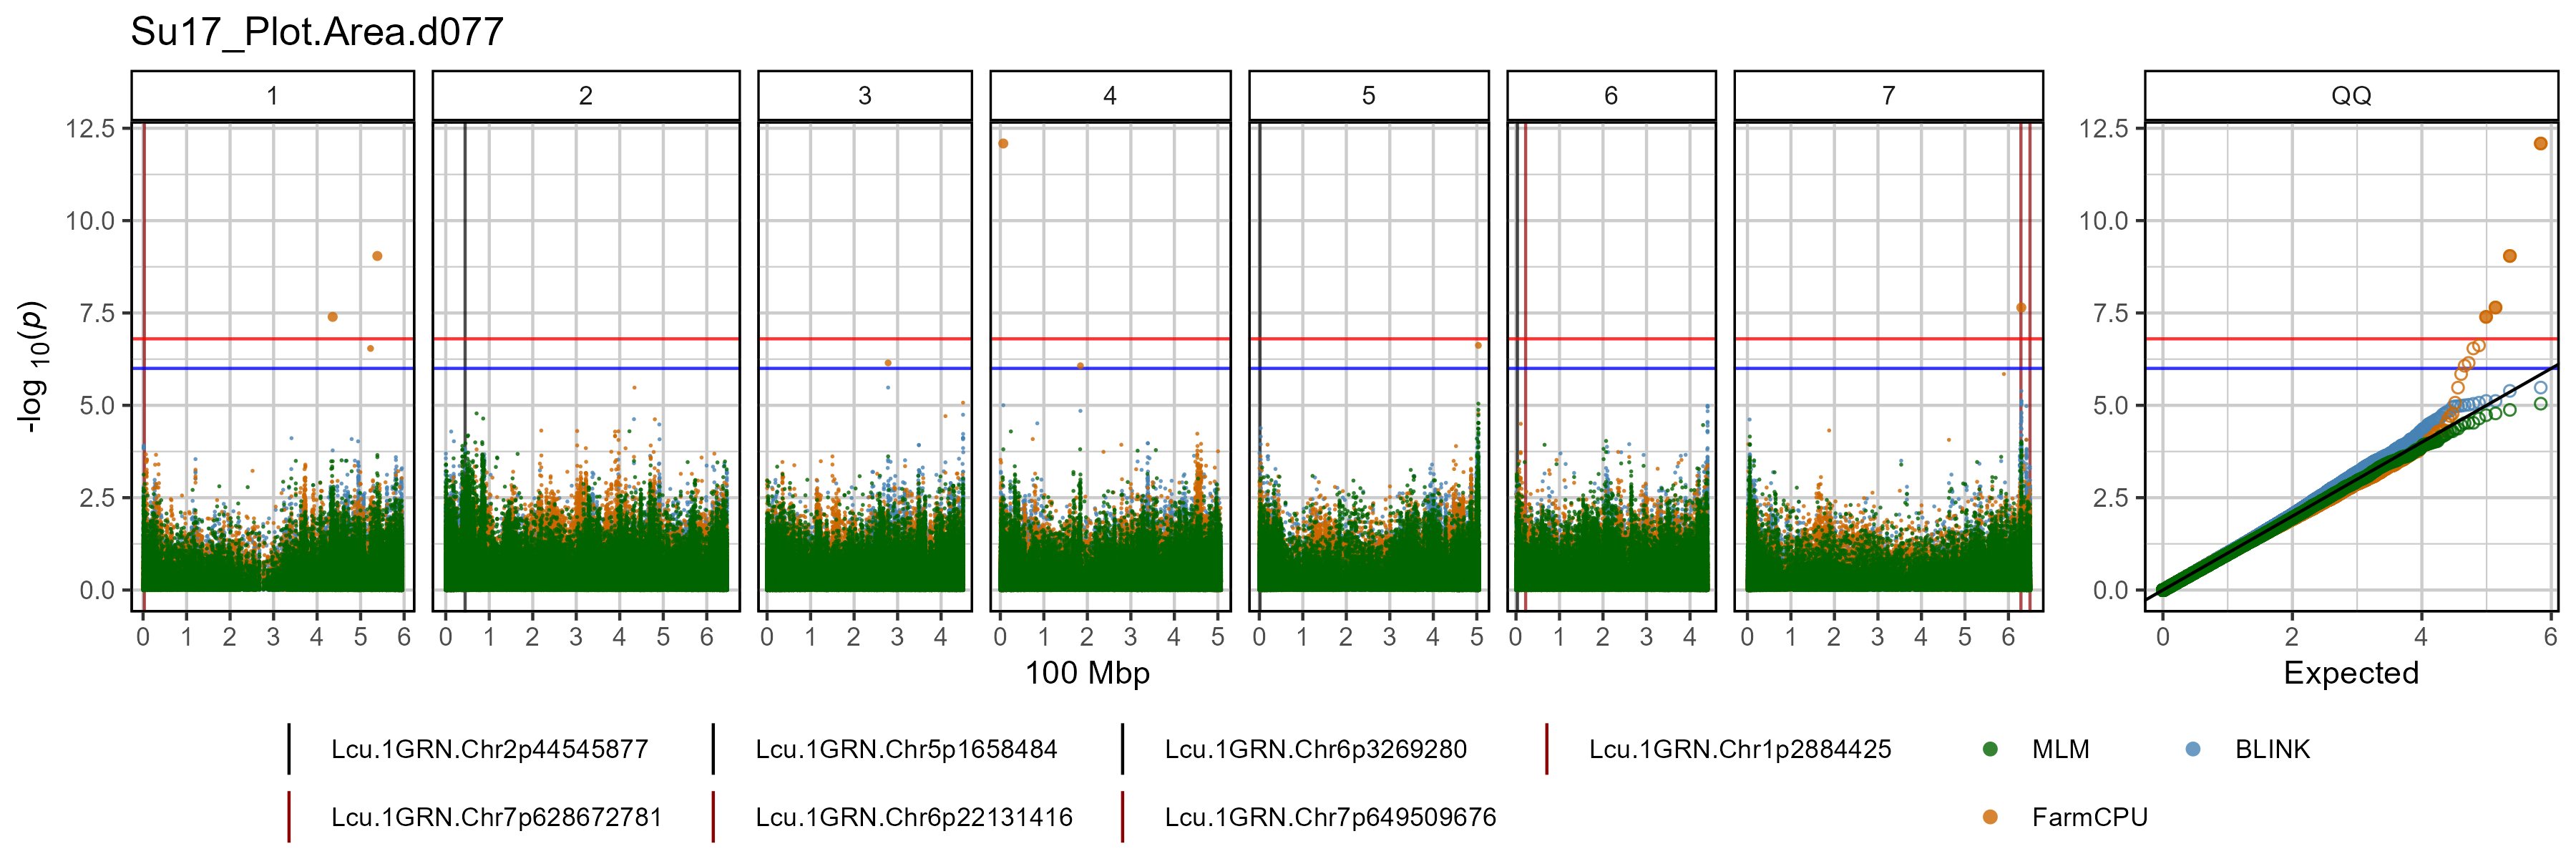 Su17_Plot.Area.d077
1 2 3 4 5 6 7 QQ
12.5 12.5
10.0 10.0
7.5 7.5
5.0 5.0
2.5 2.5
0.0 0.0
-log 10(p)
0 1 2 3 4 5 6 0 1 2 3 4 5 6 0 1 2 3 4 0 1 2 3 4 5 0 1 2 3 4 5 0 1 2 3 4 0 1 2 3 4 5 6 0 2 4 6
100 Mbp Expected
Lcu.1GRN.Chr2p44545877 Lcu.1GRN.Chr5p1658484 Lcu.1GRN.Chr6p3269280 Lcu.1GRN.Chr1p2884425 MLM BLINK
Lcu.1GRN.Chr7p628672781 Lcu.1GRN.Chr6p22131416 Lcu.1GRN.Chr7p649509676 FarmCPU